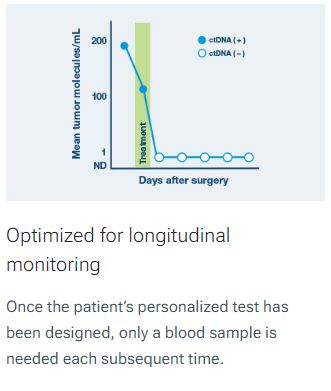 Mean tumor molecules/mL
200
100
1
ND
Treatment
ctDNA (+)
ctDNA (-)
Days after surgery
Optimized for longitudinal
monitoring
Once the patient's personalized test has
been designed, only a blood sample is
needed each subsequent time.